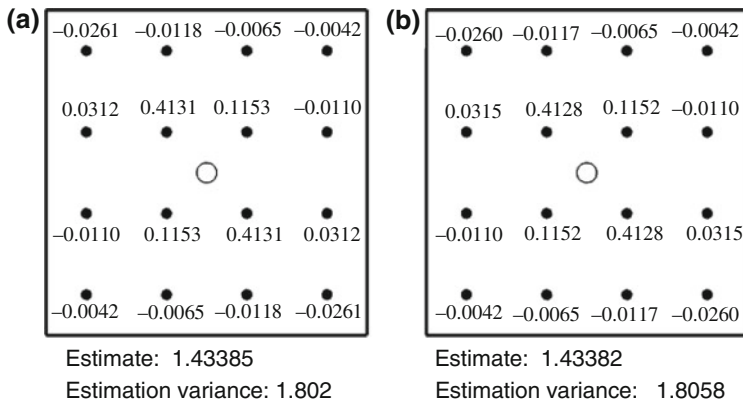 (a)
−0.0261 −0.0118 −0.0065 −0.0042
0.0312 0.4131 0.1153 −0.0110
−0.0110 0.1153 0.4131 0.0312
−0.0042 −0.0065 −0.0118 −0.0261
Estimate: 1.43385
Estimation variance: 1.802
(b)
−0.0260 −0.0117 −0.0065 −0.0042
0.0315 0.4128 0.1152 −0.0110
−0.0110 0.1152 0.4128 0.0315
−0.0042 −0.0065 −0.0117 −0.0260
Estimate: 1.43382
Estimation variance: 1.8058